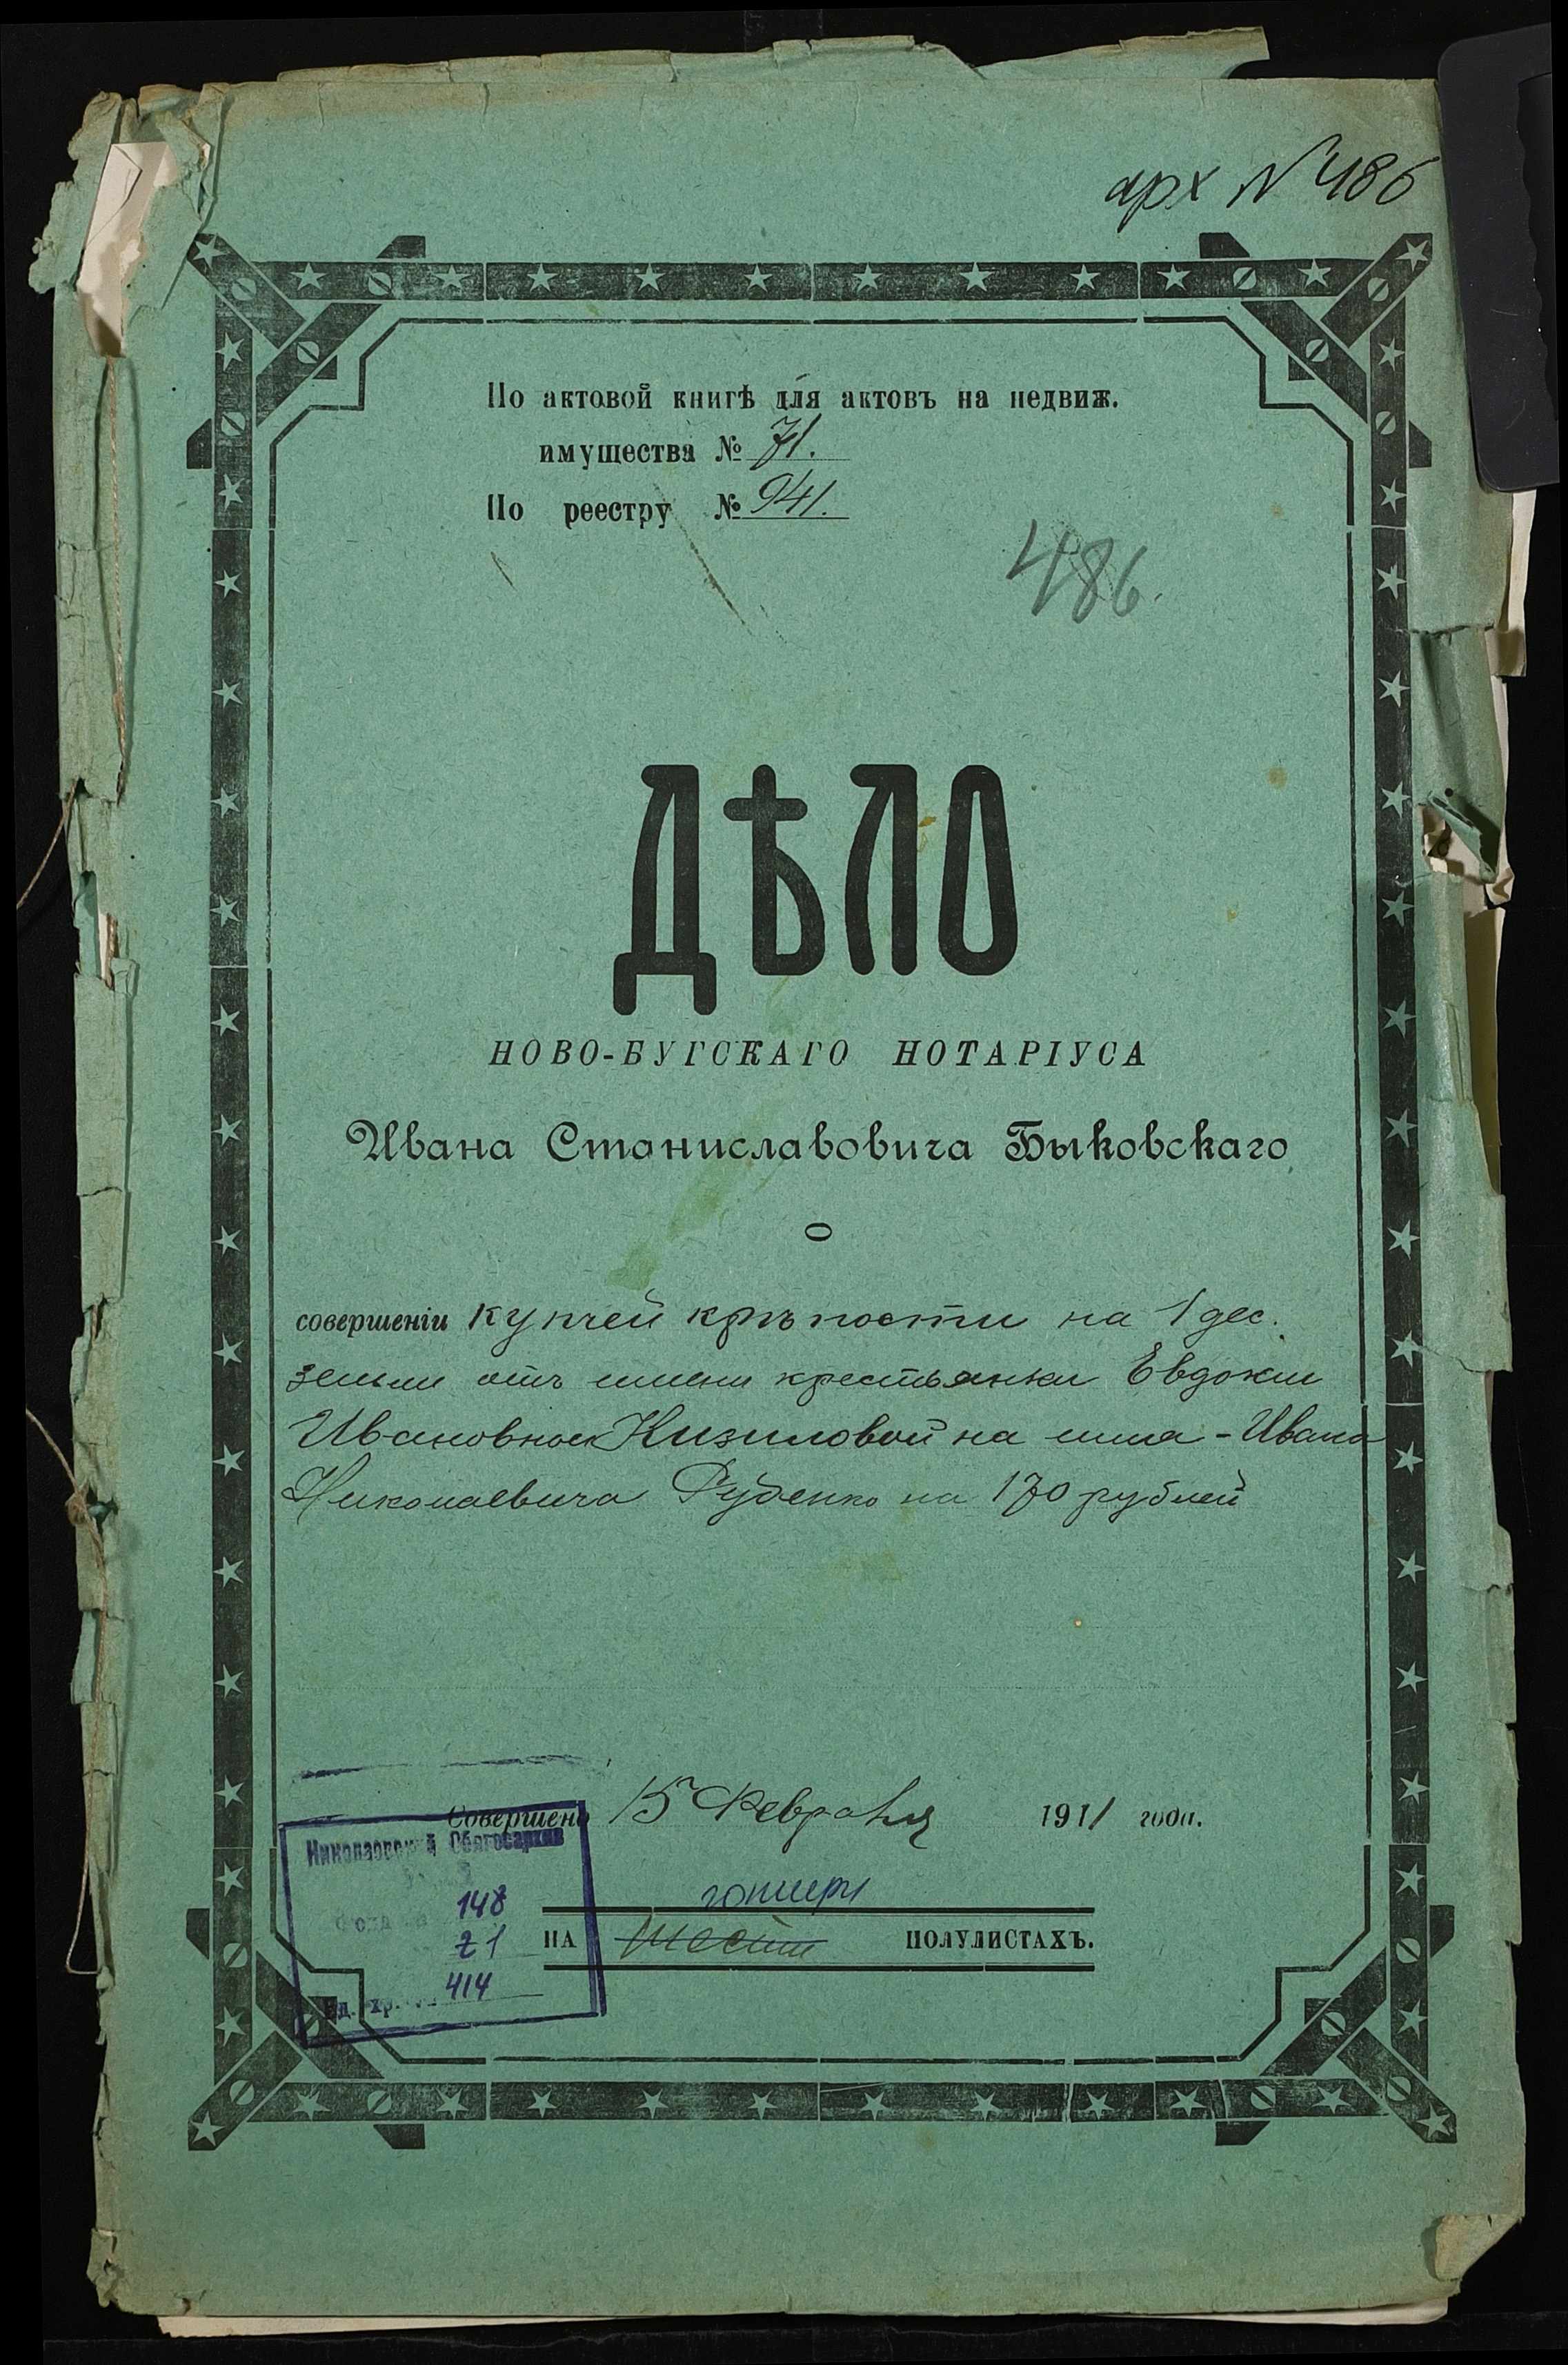 арх N 486
По актовой книгѣ для актовъ на недвиж.
имущества № 71.
По реестру № 941.
486.
ДѢЛО
НОВО-БУГСКАГО НОТАРІУСА
Ивана Станиславовича Быковскаго
О
совершеніи купчей крѣпости на 1 дес.
земли отъ имени крестьянки Евдокии
Ивановной Кизиловой на имя - Ивана
Николаевича Руденко на 170 рублей
Совершено 15 Февраля 1911 года.
Николаевский Облгосархив
Фонд 148
21
Ед. хр. 414
НА шести ПОЛУЛИСТАХЪ.